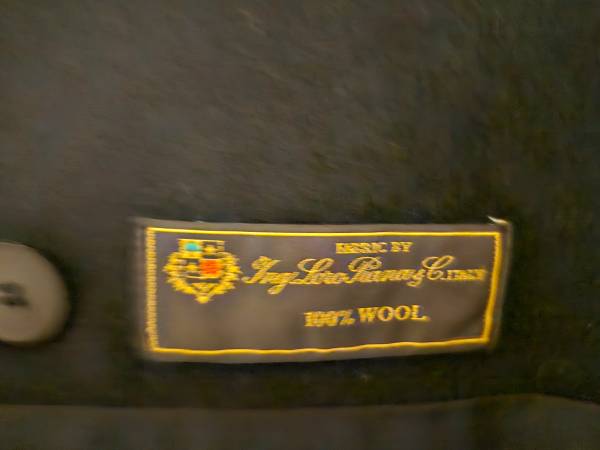 FABRIC BY
Ing. Loro Piana & C. ITALY
100% WOOL